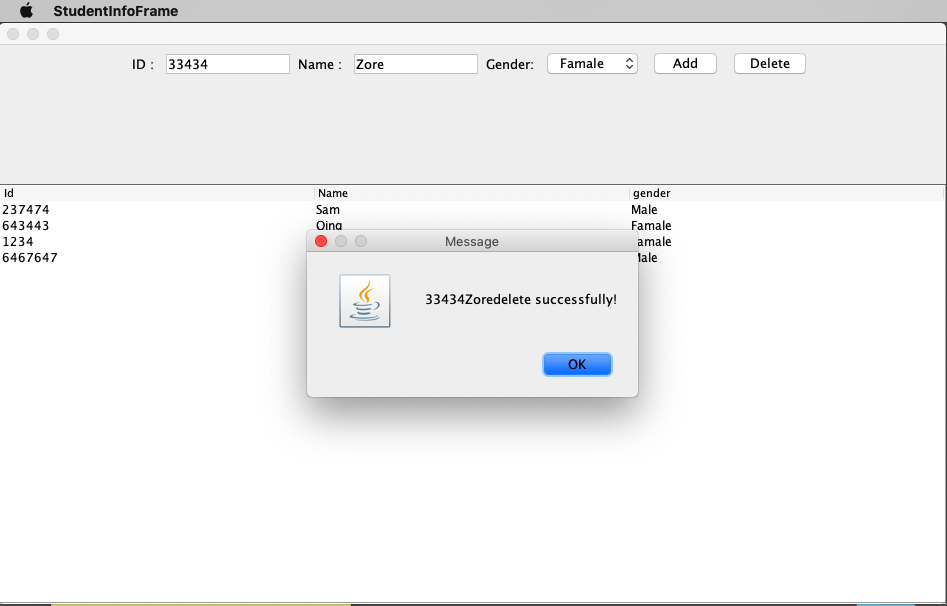 StudentInfoFrame
ID : 33434 Name : Zore Gender: Famale Add Delete
Id Name gender
237474 Sam Male
643443 Qing Famale
1234 amale
6467647 Male
Message
33434Zoredelete successfully!
OK